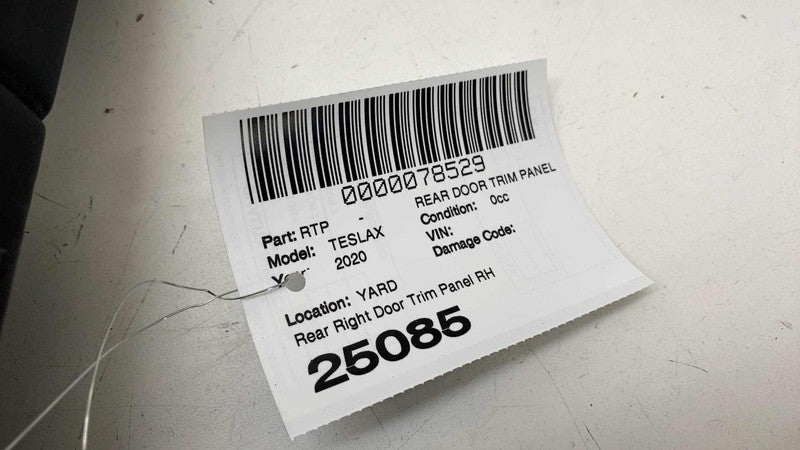 0000078529
Part: RTP - REAR DOOR TRIM PANEL
Model: TESLAX Condition: 0cc
Year: 2020 VIN:
Damage Code:
Location: YARD
Rear Right Door Trim Panel RH
25085